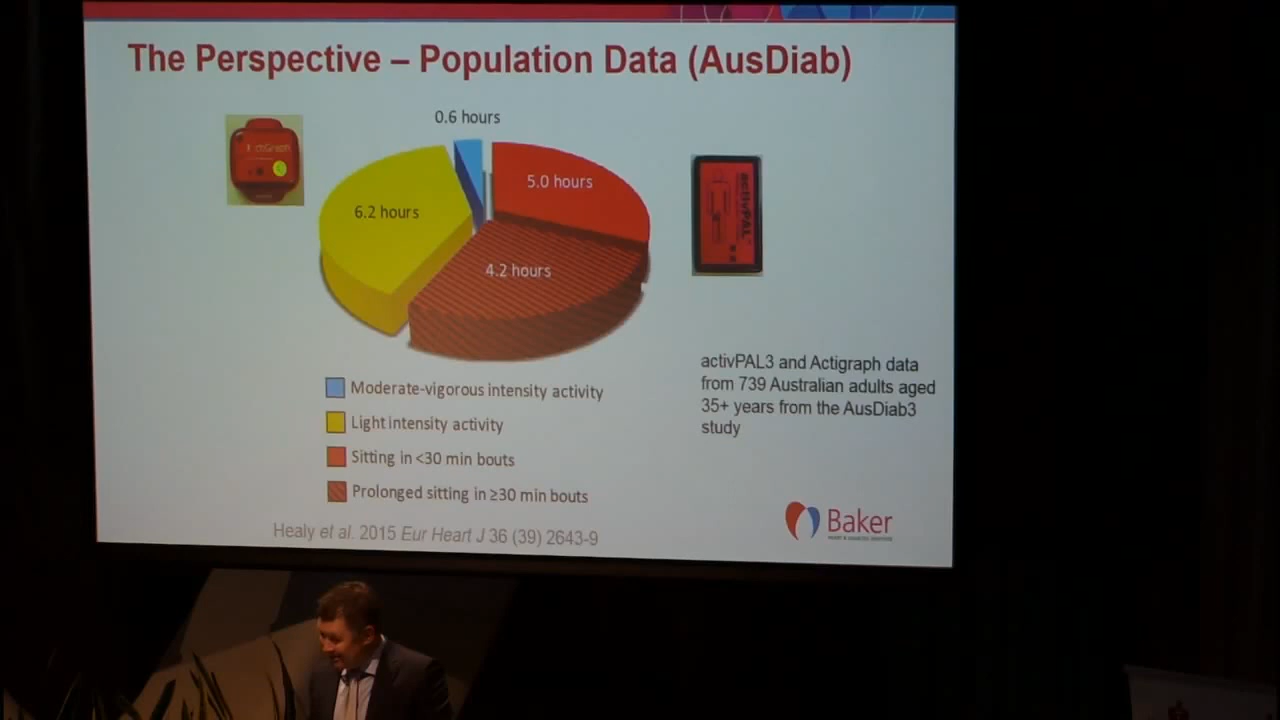 The Perspective – Population Data (AusDiab)
0.6 hours
5.0 hours
6.2 hours
4.2 hours
activPAL
Moderate-vigorous intensity activity
Light intensity activity
Sitting in <30 min bouts
Prolonged sitting in ≥30 min bouts
activPAL3 and Actigraph data
from 739 Australian adults aged
35+ years from the AusDiab3
study
Healy et al. 2015 Eur Heart J 36 (39) 2643-9
Baker